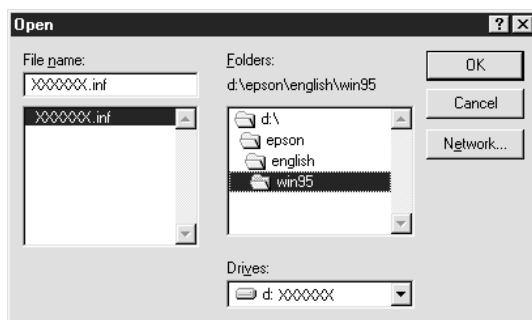 Open
File name:
XXXXXX.inf
XXXXXX.inf
Folders:
d:\epson\english\win95
d:\
epson
english
win95
Drives:
d: XXXXXX
OK
Cancel
Network...